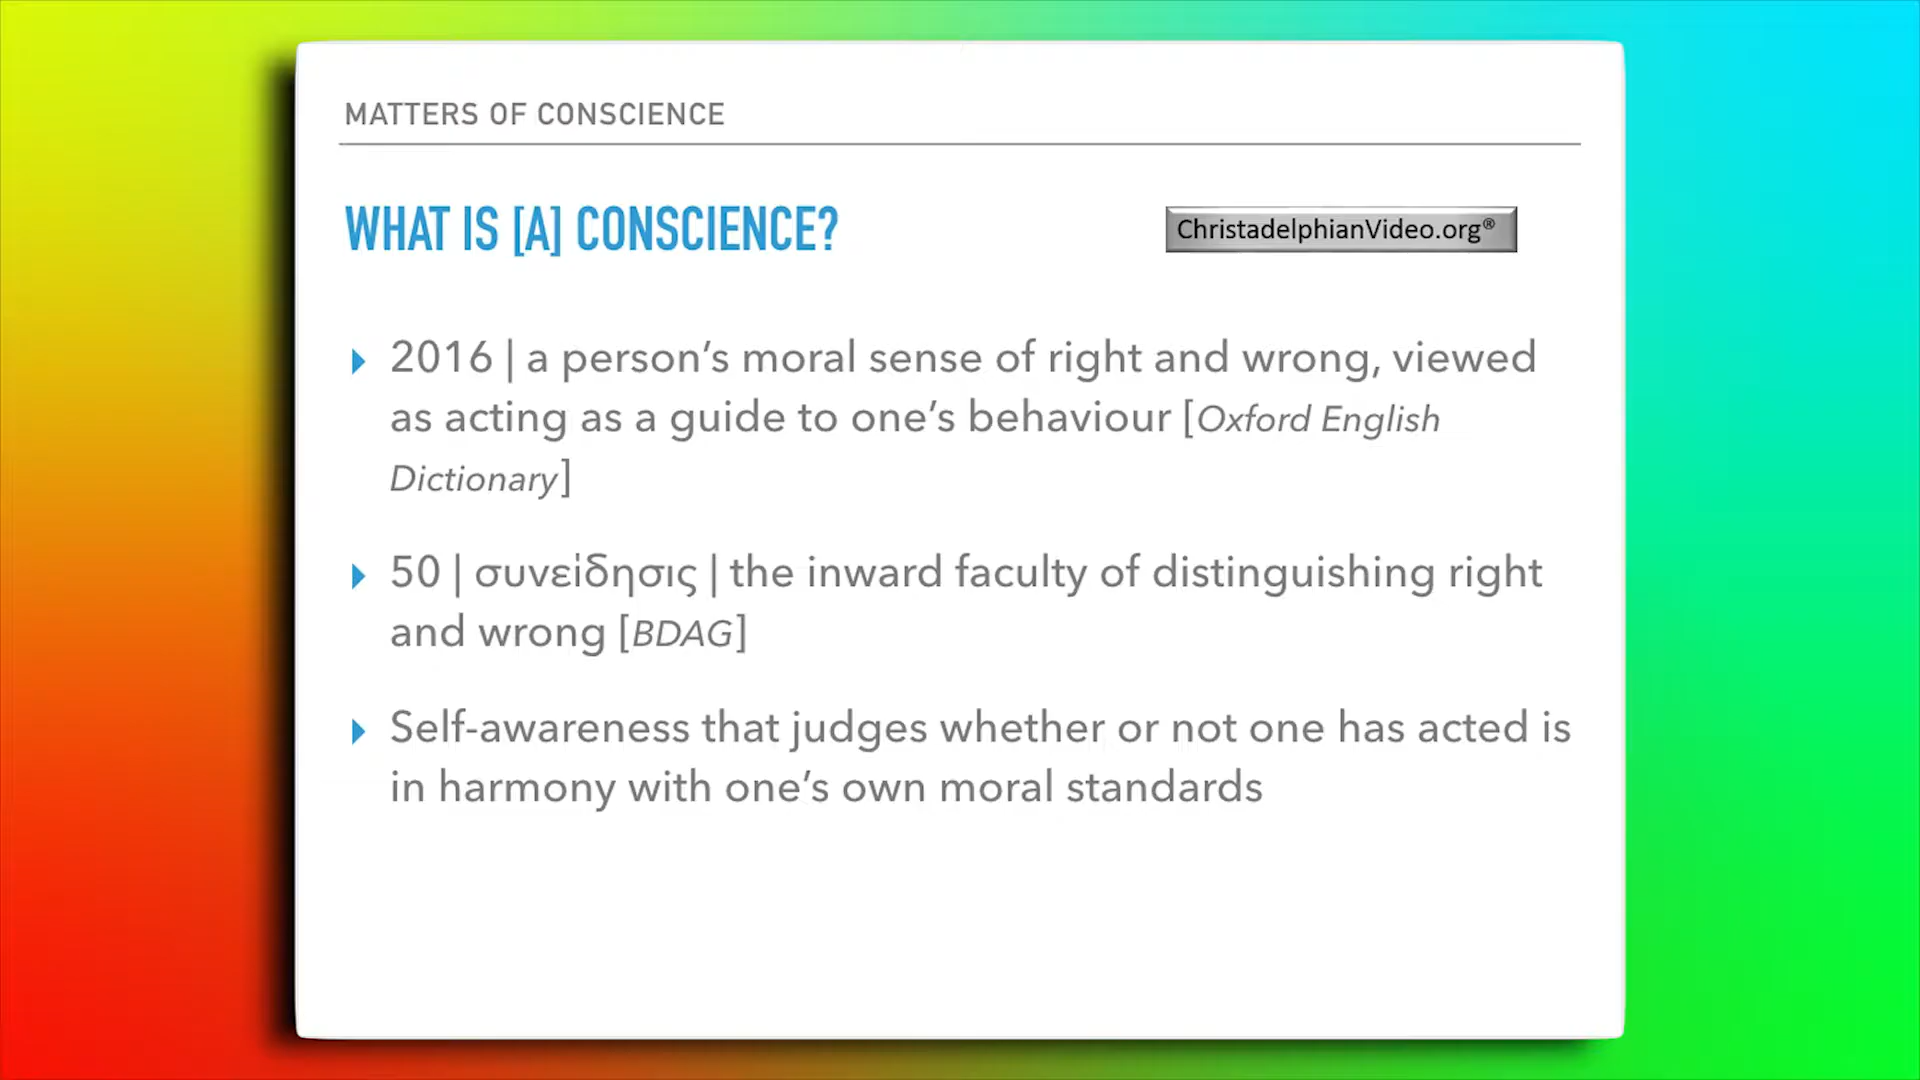 MATTERS OF CONSCIENCE
WHAT IS [A] CONSCIENCE?
ChristadelphianVideo.org®
2016 | a person’s moral sense of right and wrong, viewed
as acting as a guide to one’s behaviour [Oxford English
Dictionary]
50 | συνείδησις | the inward faculty of distinguishing right
and wrong [BDAG]
Self-awareness that judges whether or not one has acted is
in harmony with one’s own moral standards